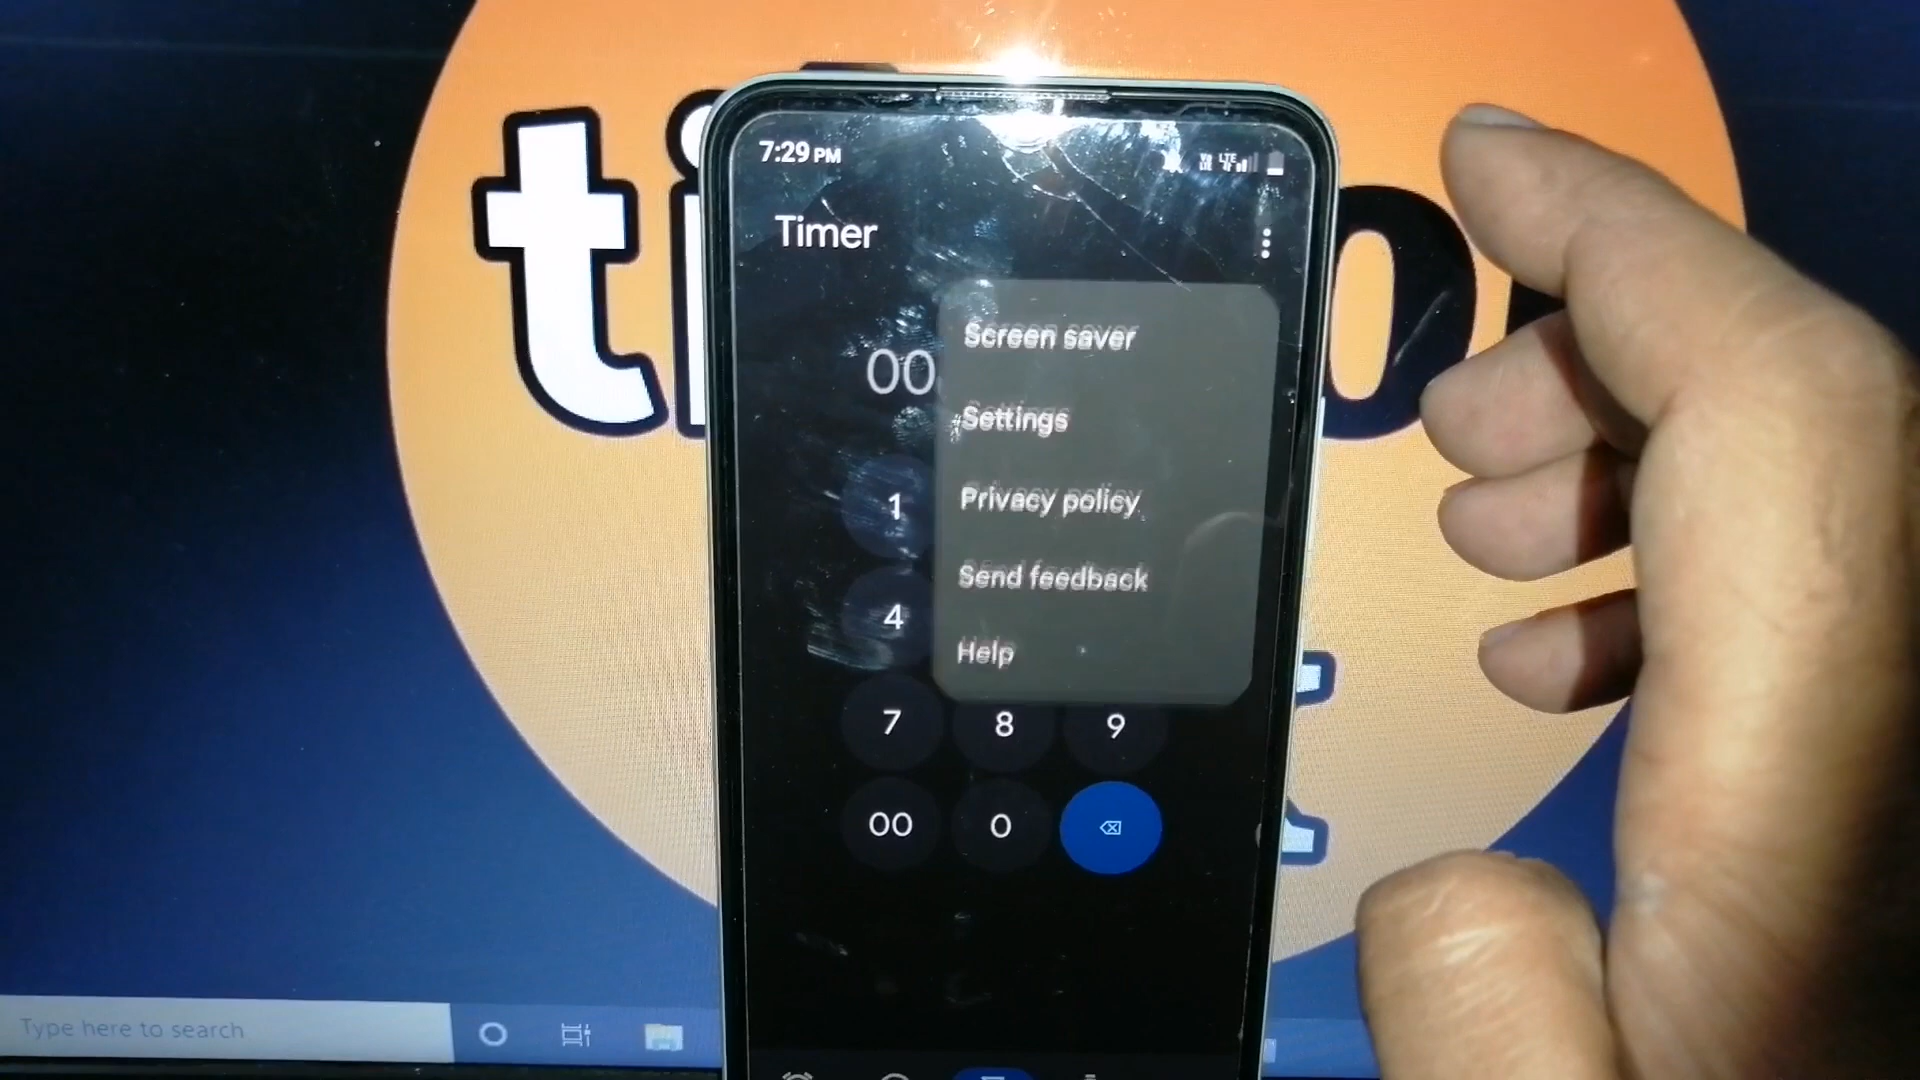 7:29 PM
Timer
Screen saver
00
Settings
Privacy policy
1
Send feedback
4
Help
7 8 9
00 0
Type here to search